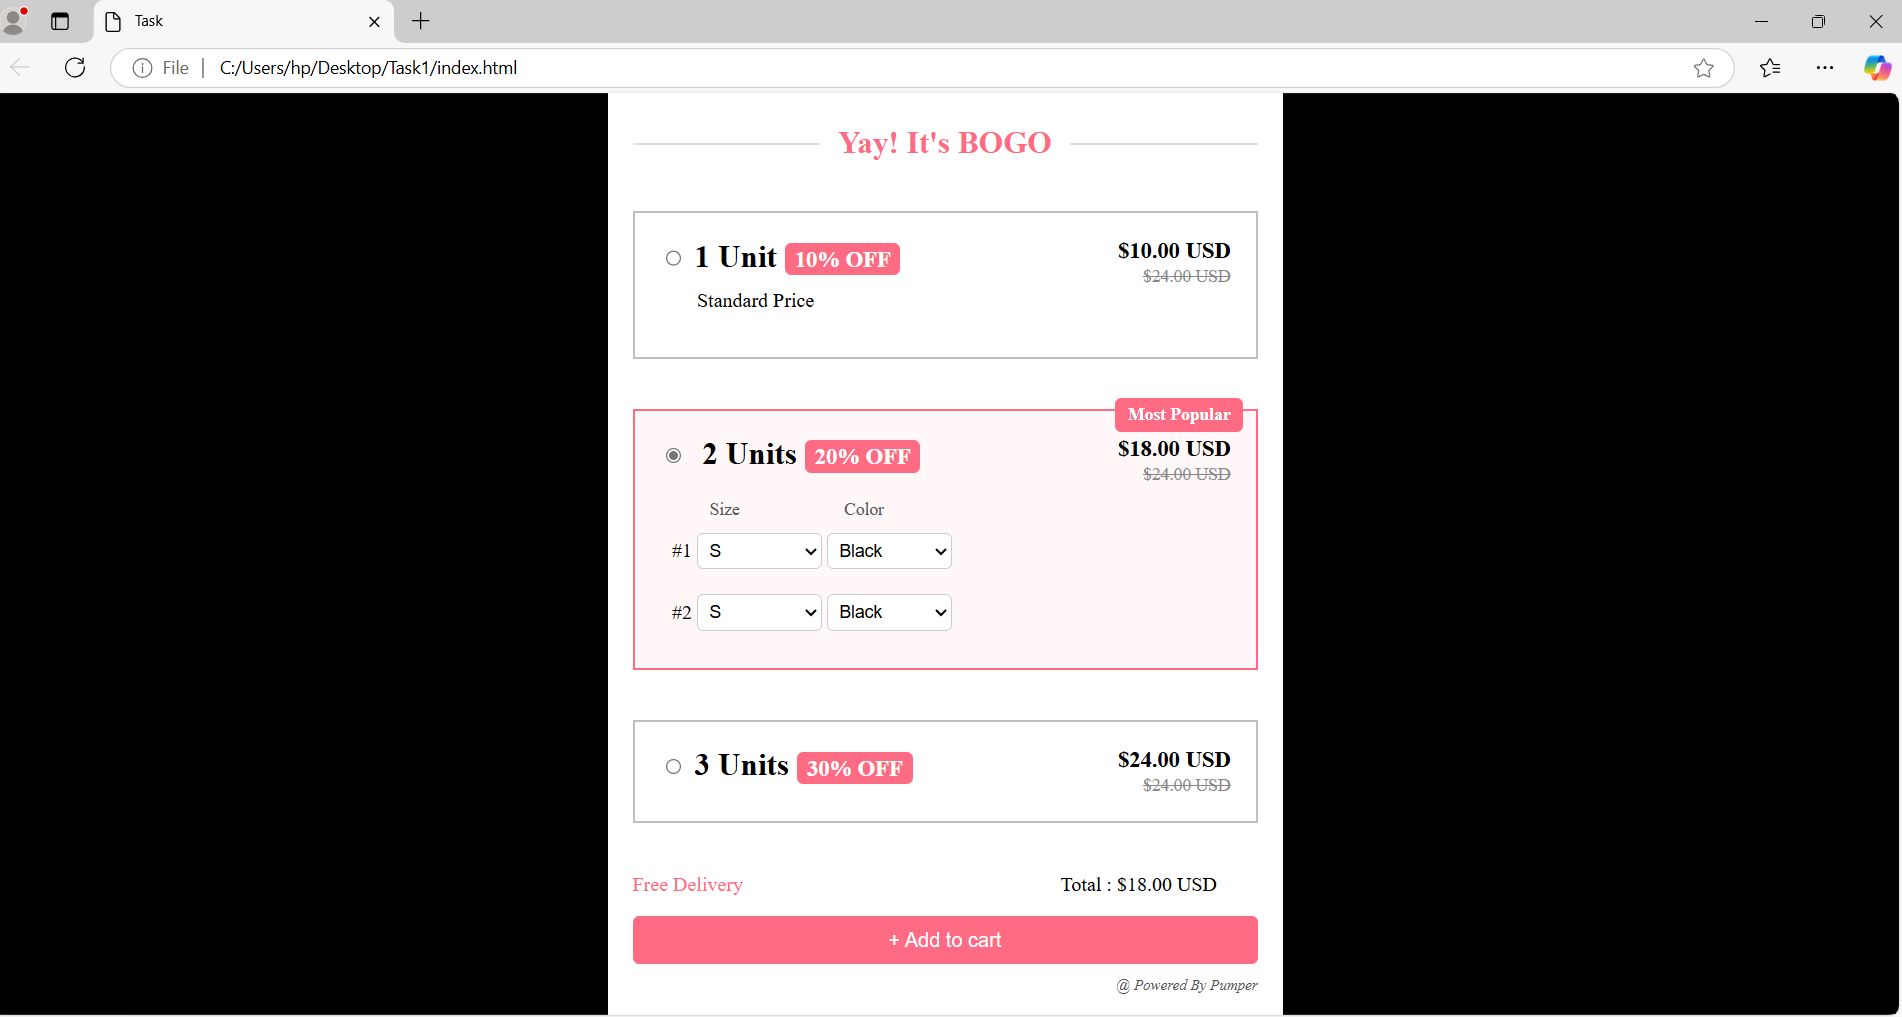 Task
File
C:/Users/hp/Desktop/Task1/index.html
Yay! It's BOGO
1 Unit 10% OFF
$10.00 USD
$24.00 USD
Standard Price
Most Popular
2 Units 20% OFF
$18.00 USD
$24.00 USD
Size Color
#1 S Black
#2 S Black
3 Units 30% OFF
$24.00 USD
$24.00 USD
Free Delivery
Total : $18.00 USD
+ Add to cart
@ Powered By Pumper